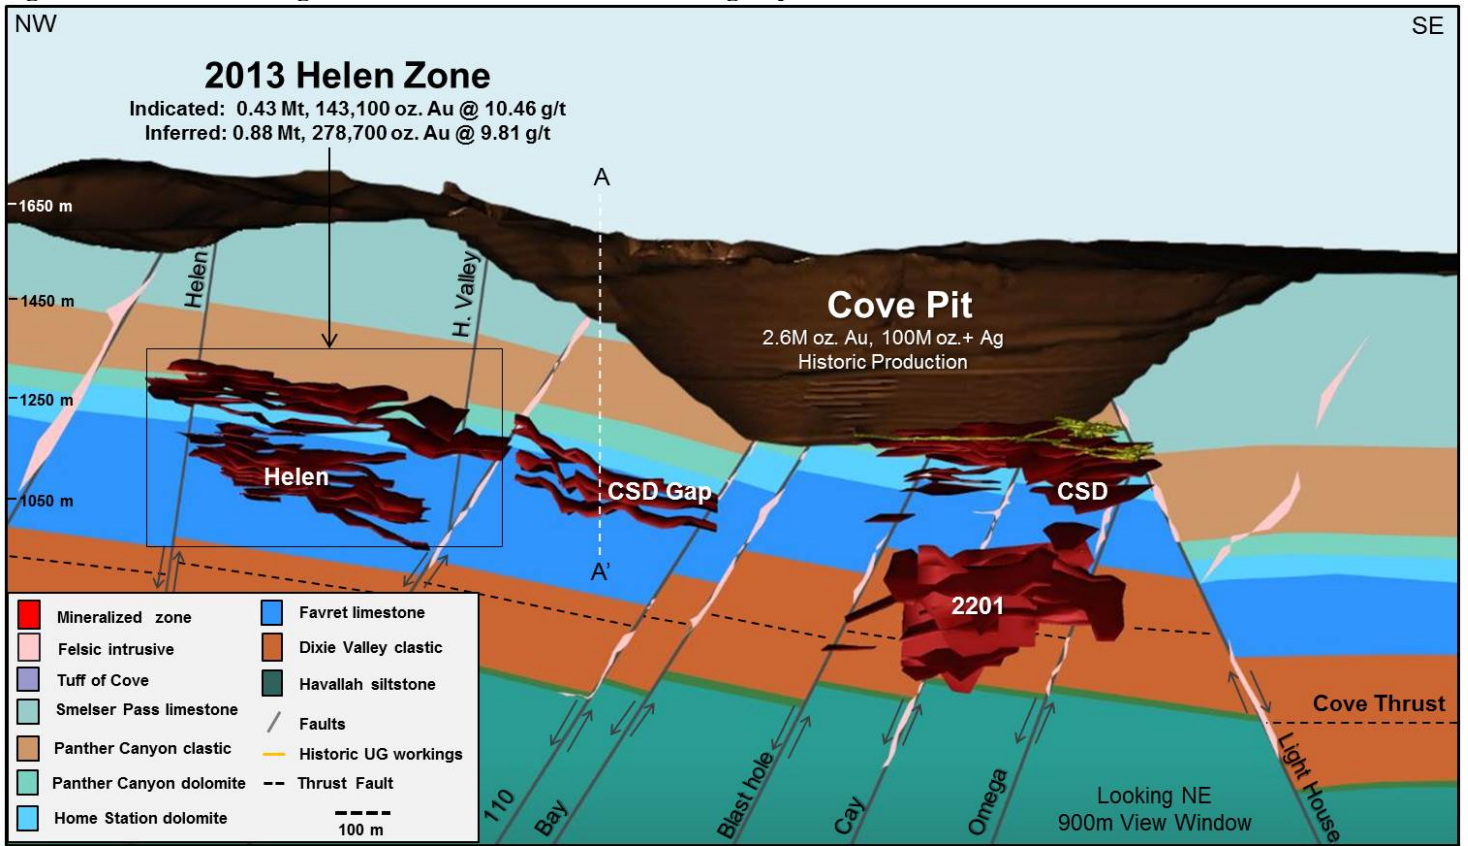 NW
SE
2013 Helen Zone
Indicated: 0.43 Mt, 143,100 oz. Au @ 10.46 g/t
Inferred: 0.88 Mt, 278,700 oz. Au @ 9.81 g/t
A
1650 m
Helen
H. Valley
1450 m
Cove Pit
2.6M oz. Au, 100M oz.+ Ag
Historic Production
1250 m
Helen
CSD Gap
CSD
1050 m
A'
2201
Mineralized zone
Felsic intrusive
Tuff of Cove
Smelser Pass limestone
Panther Canyon clastic
Panther Canyon dolomite
Home Station dolomite
Favret limestone
Dixie Valley clastic
Havallah siltstone
Faults
Historic UG workings
Thrust Fault
100 m
Cove Thrust
110
Bay
Blast hole
Cay
Omega
Light House
Looking NE
900m View Window